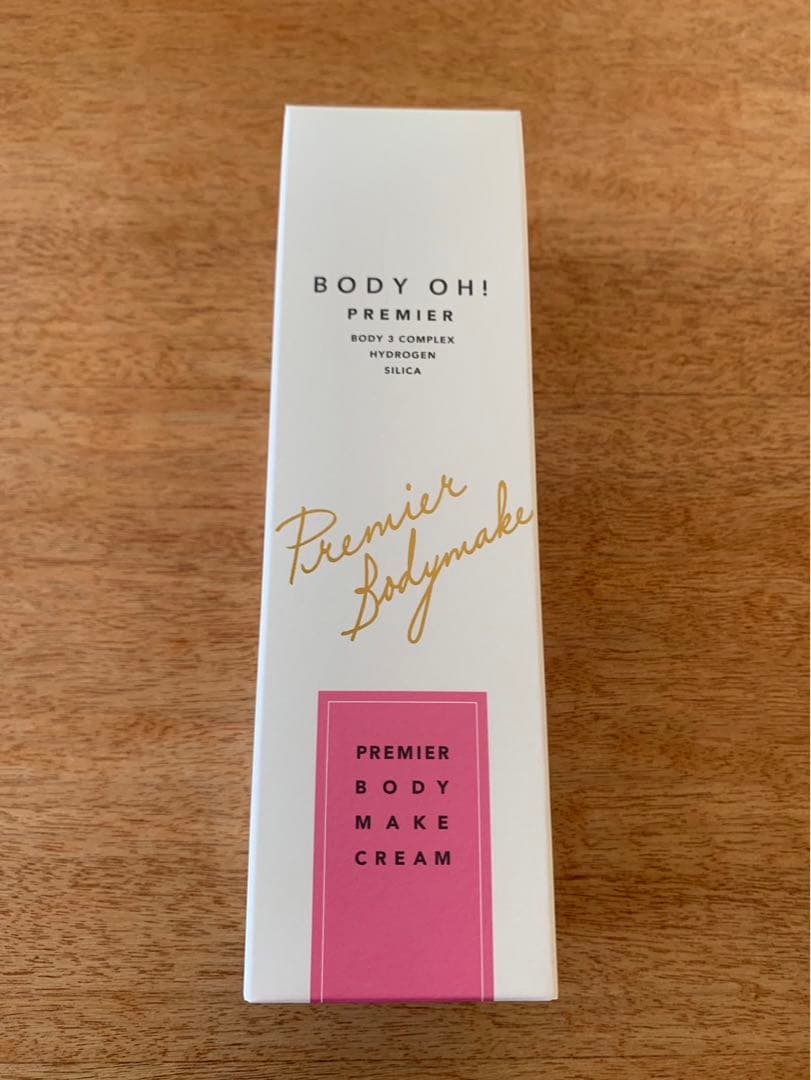 BODY OH!
PREMIER
BODY 3 COMPLEX
HYDROGEN
SILICA
Premier
Bodymake
PREMIER
BODY
MAKE
CREAM